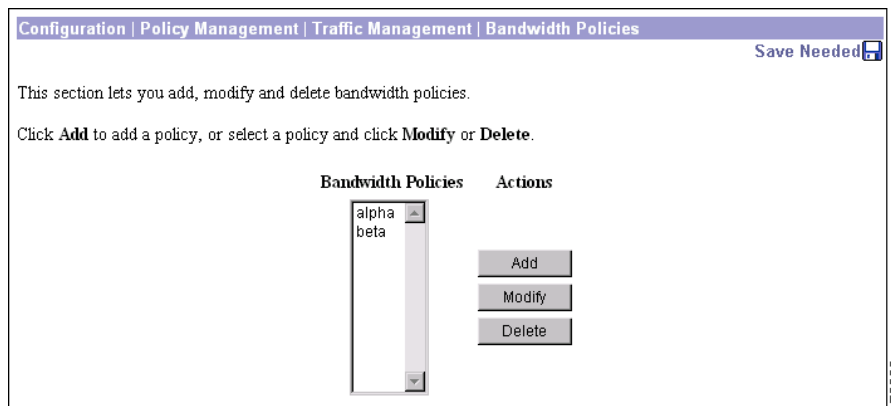 Configuration | Policy Management | Traffic Management | Bandwidth Policies
Save Needed
This section lets you add, modify and delete bandwidth policies.
Click Add to add a policy, or select a policy and click Modify or Delete.
Bandwidth Policies Actions
alpha
beta
Add
Modify
Delete